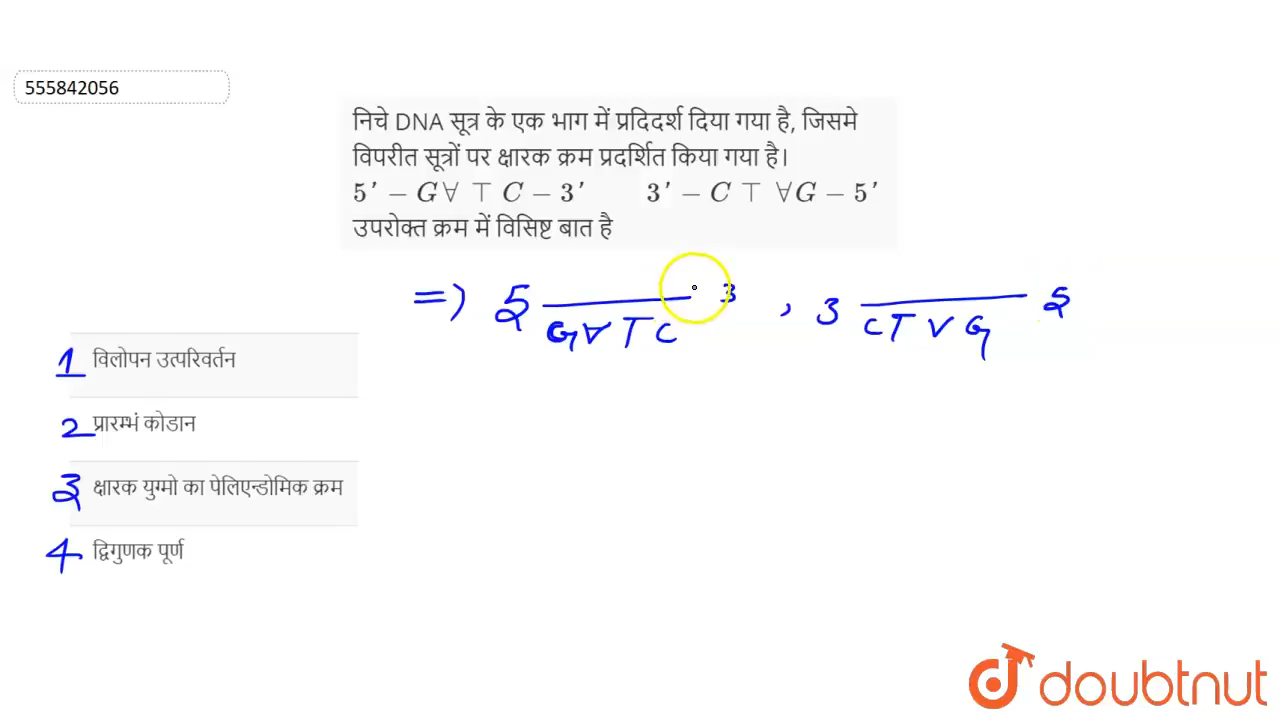 555842056
निचे DNA सूत्र के एक भाग में प्रदिदर्श दिया गया है, जिसमे
विपरीत सूत्रों पर क्षारक क्रम प्रदर्शित किया गया है।
5′ − G∀ ⊤ C − 3′ 3′ − C ⊤ ∀G − 5′
उपरोक्त क्रम में विसिष्ट बात है
=) 5 3 , 3 5
G∀TC CTVG
1 विलोपन उत्परिवर्तन
2 प्रारम्भं कोडान
3 क्षारक युग्मो का पेलिएन्डोमिक क्रम
4 द्विगुणक पूर्ण
doubtnut